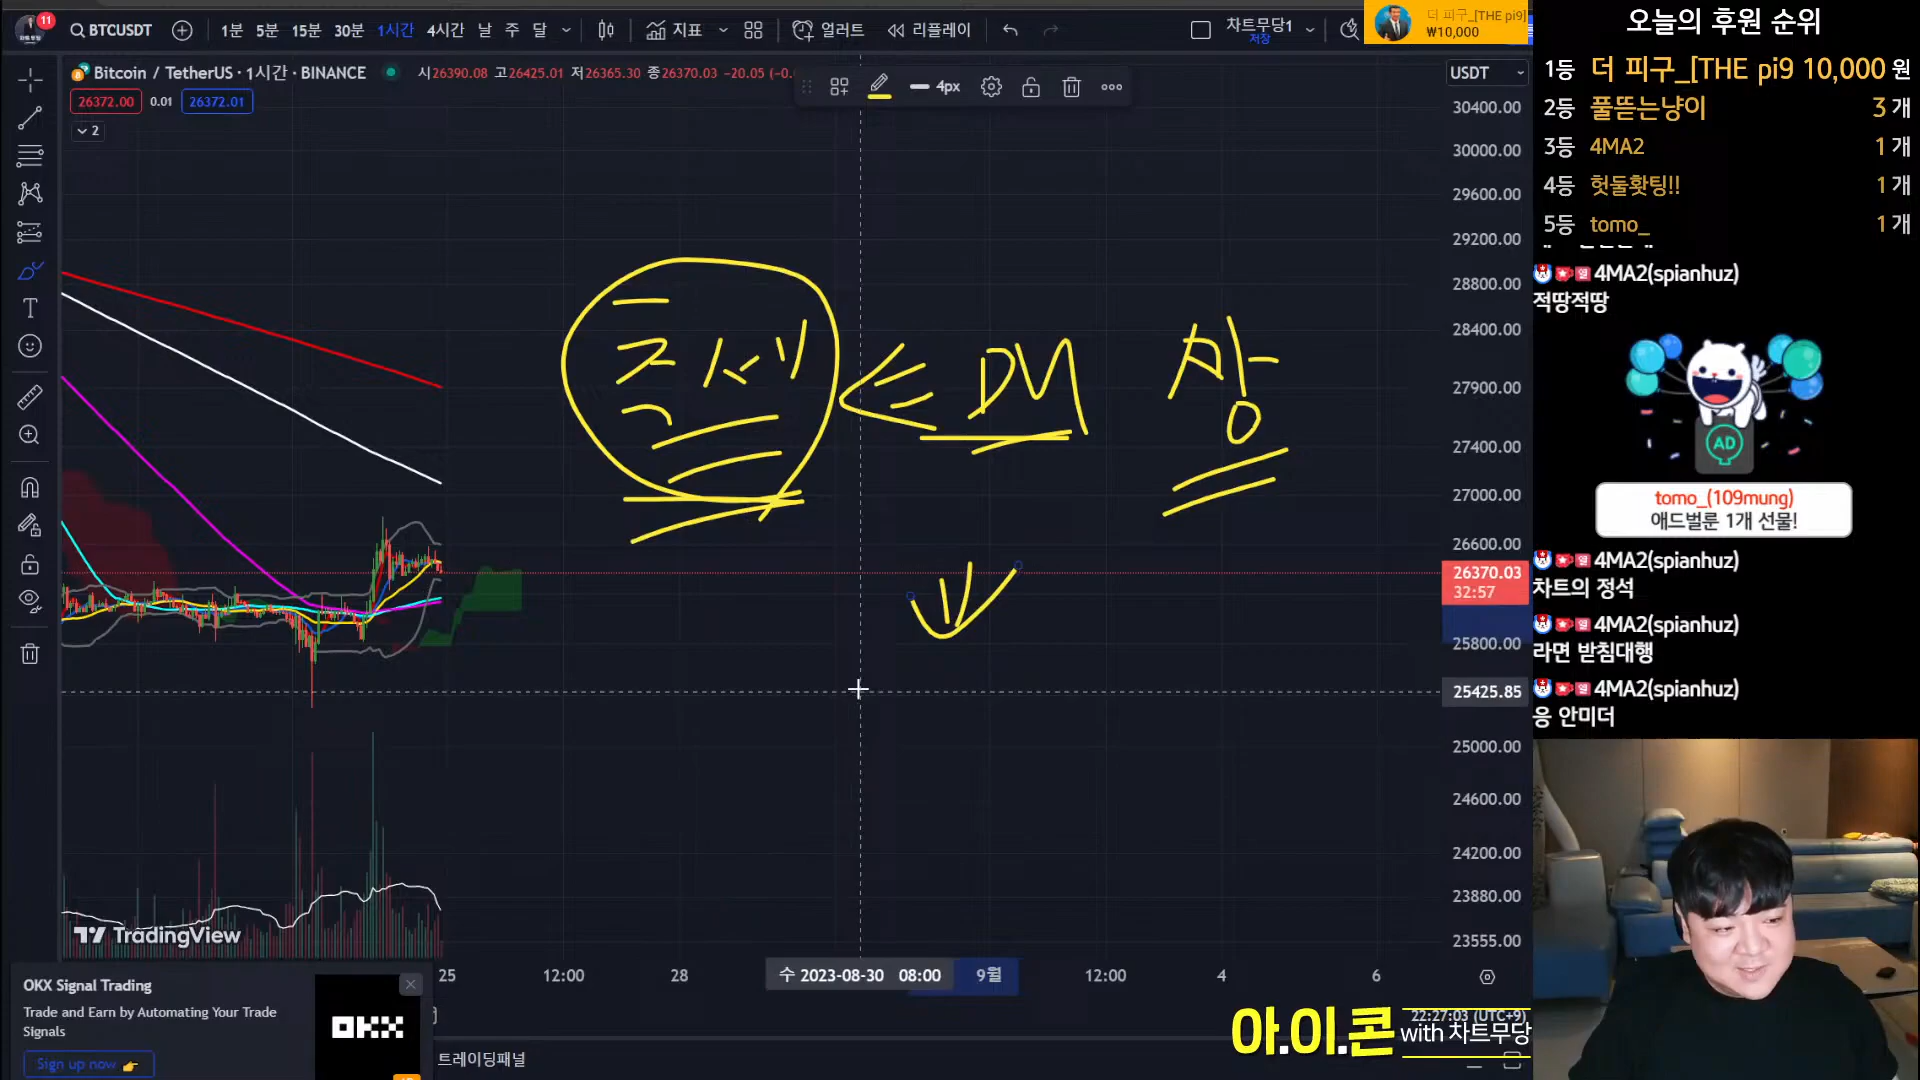 11
BTCUSDT
1분 5분 15분 30분 1시간 4시간 날 주 달
지표
얼러트
리플레이
차트무당1
저장
더 피구_[THE pi9]
₩10,000
Bitcoin / TetherUS · 1시간 · BINANCE
시26390.08 고26425.01 저26365.30 종26370.03 -20.05
26372.00 0.01 26372.01
2
4px
USDT
30400.00
30000.00
29600.00
29200.00
28800.00
28400.00
27900.00
27400.00
27000.00
26600.00
26370.03
32:57
25800.00
25425.85
25000.00
24600.00
24200.00
23880.00
23555.00
추세
DM
장
TradingView
25 12:00 28 수 2023-08-30 08:00 9월 12:00 4 6
OKX Signal Trading
Trade and Earn by Automating Your Trade
Signals
Sign up now
OKX
트레이딩패널
22:27:03 (UTC+9)
아.이.콘 with 차트무당
오늘의 후원 순위
1등 더 피구_[THE pi9 10,000 원
2등 풀뜯는냥이 3 개
3등 4MA2 1 개
4등 헛둘홧팅!! 1 개
5등 tomo_ 1 개
4MA2(spianhuz)
적땅적땅
AD
tomo_(109mung)
애드벌룬 1개 선물!
4MA2(spianhuz)
차트의 정석
4MA2(spianhuz)
라면 받침대행
4MA2(spianhuz)
응 안미더